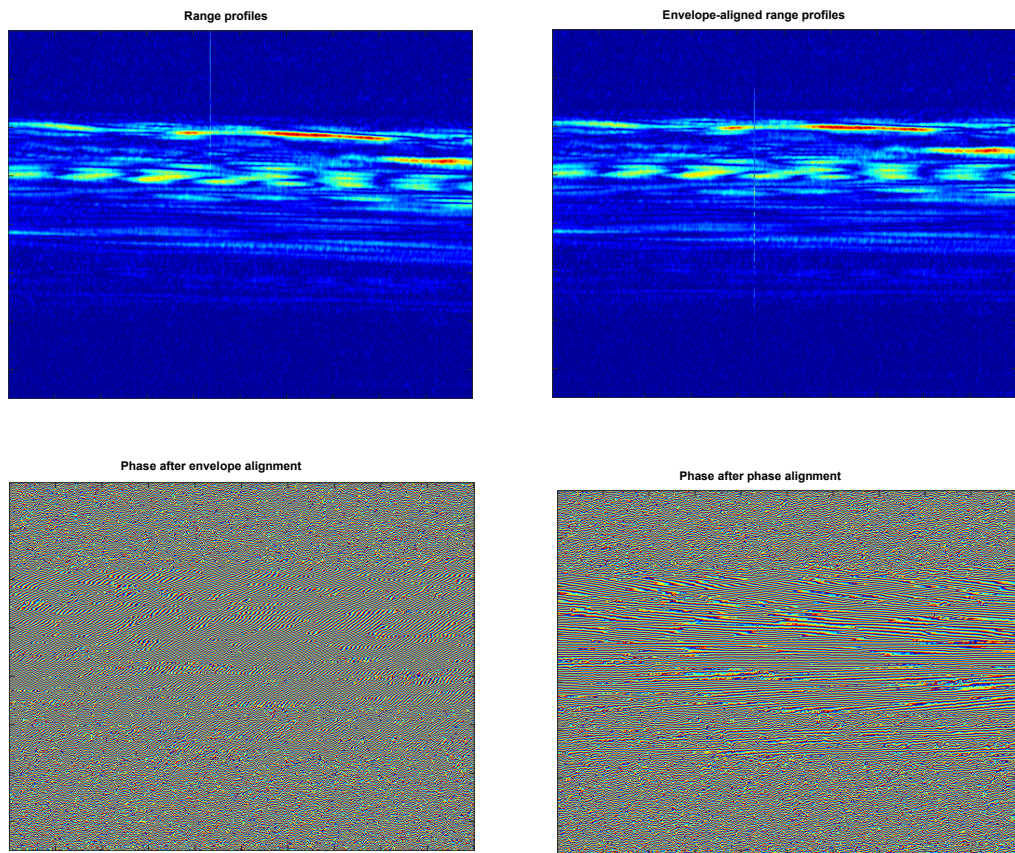 Range profiles
Envelope-aligned range profiles
Phase after envelope alignment
Phase after phase alignment